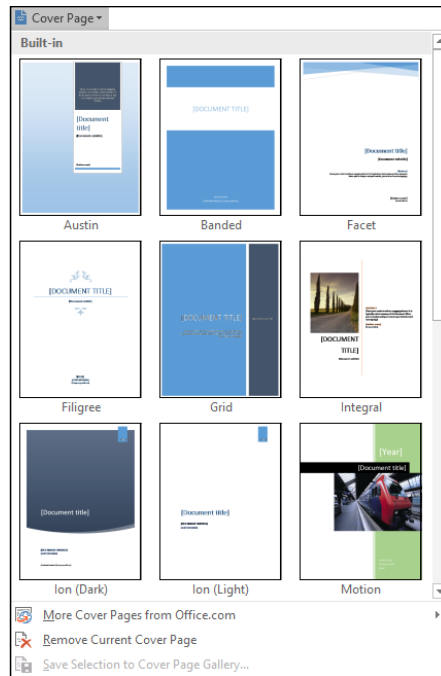 Cover Page
Built-in
[Document title]
Austin
[DOCUMENT TITLE]
Banded
[Document title]
[Document subtitle]
Facet
[DOCUMENT TITLE]
[Document subtitle]
Filigree
[DOCUMENT TITLE]
Grid
[DOCUMENT TITLE]
Integral
[Document title]
Ion (Dark)
[Document title]
Ion (Light)
[Year]
[Document title]
Motion
More Cover Pages from Office.com
Remove Current Cover Page
Save Selection to Cover Page Gallery...